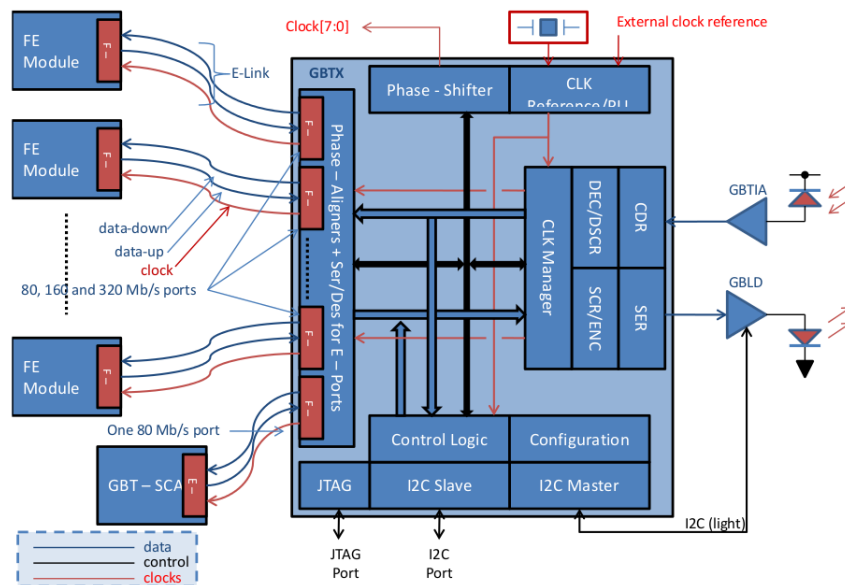 Clock[7:0]
External clock reference
FE
Module
F –
E-Link
GBTX
Phase - Shifter
CLK
Reference/PLL
F –
FE
Module
F –
F –
Phase – Aligners + Ser/Des for E – Ports
CLK Manager
DEC/DSCR
CDR
GBTIA
data-down
data-up
clock
80, 160 and 320 Mb/s ports
SCR/ENC
SER
GBLD
FE
Module
F –
F –
One 80 Mb/s port
F –
Control Logic
Configuration
GBT – SCA
E –
JTAG
I2C Slave
I2C Master
I2C (light)
data
control
clocks
JTAG
Port
I2C
Port